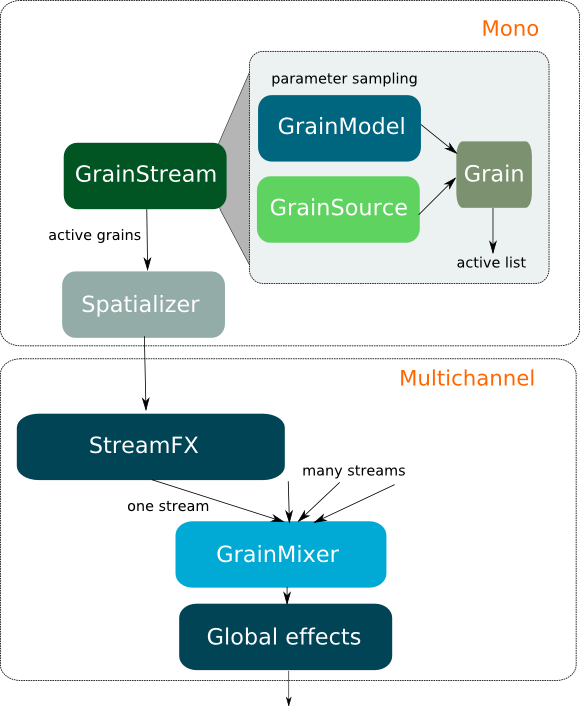 Mono
parameter sampling
GrainModel
GrainStream
Grain
GrainSource
active grains
active list
Spatializer
Multichannel
StreamFX
many streams
one stream
GrainMixer
Global effects